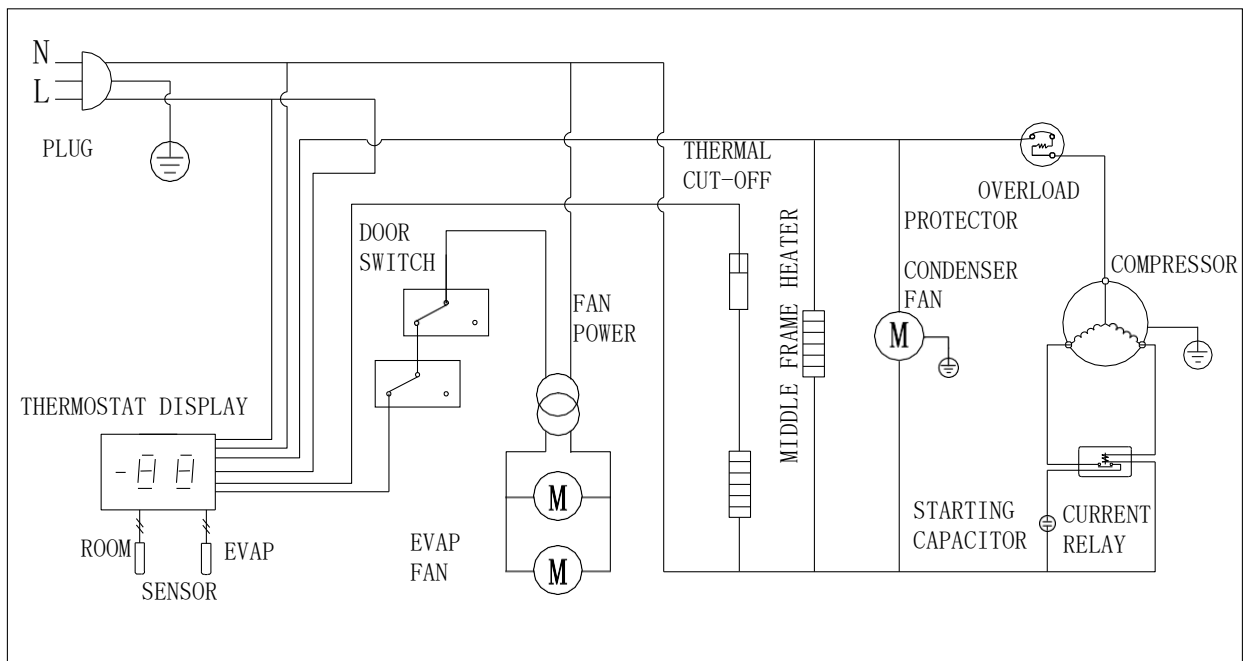 N
L
PLUG
THERMAL
CUT-OFF
OVERLOAD
PROTECTOR
DOOR
SWITCH
MIDDLE FRAME HEATER
CONDENSER
FAN
COMPRESSOR
FAN
POWER
M
THERMOSTAT DISPLAY
-88
M
M
ROOM
EVAP
SENSOR
EVAP
FAN
STARTING
CAPACITOR
CURRENT
RELAY